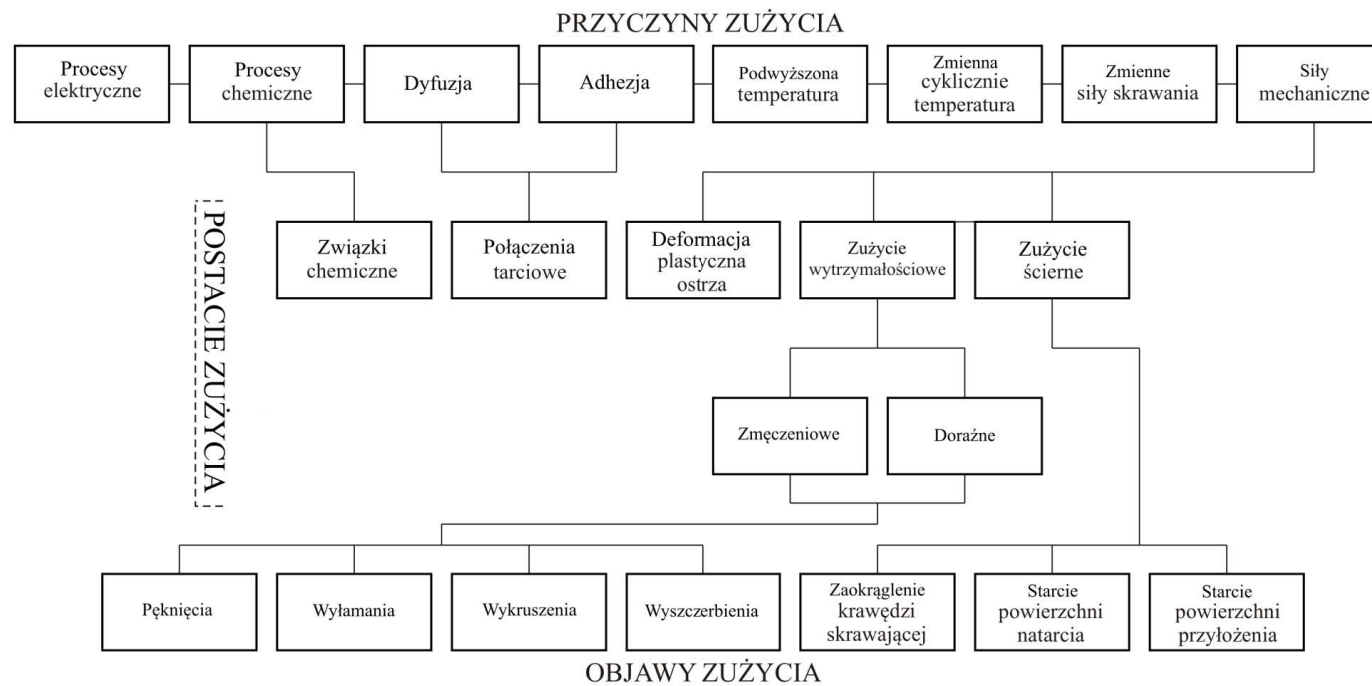 PRZYCZYNY ZUŻYCIA
Procesy
elektryczne
Procesy
chemiczne
Dyfuzja
Adhezja
Podwyższona
temperatura
Zmienna
cyklicznie
temperatura
Zmienne
siły skrawania
Siły
mechaniczne
POSTACIE ZUŻYCIA
Związki
chemiczne
Połączenia
tarciowe
Deformacja
plastyczna
ostrza
Zużycie
wytrzymałościowe
Zużycie
ścierne
Zmęczeniowe
Doraźne
Pęknięcia
Wyłamania
Wykruszenia
Wyszczerbienia
Zaokrąglenie
krawędzi
skrawającej
Starcie
powierzchni
natarcia
Starcie
powierzchni
przyłożenia
OBJAWY ZUŻYCIA